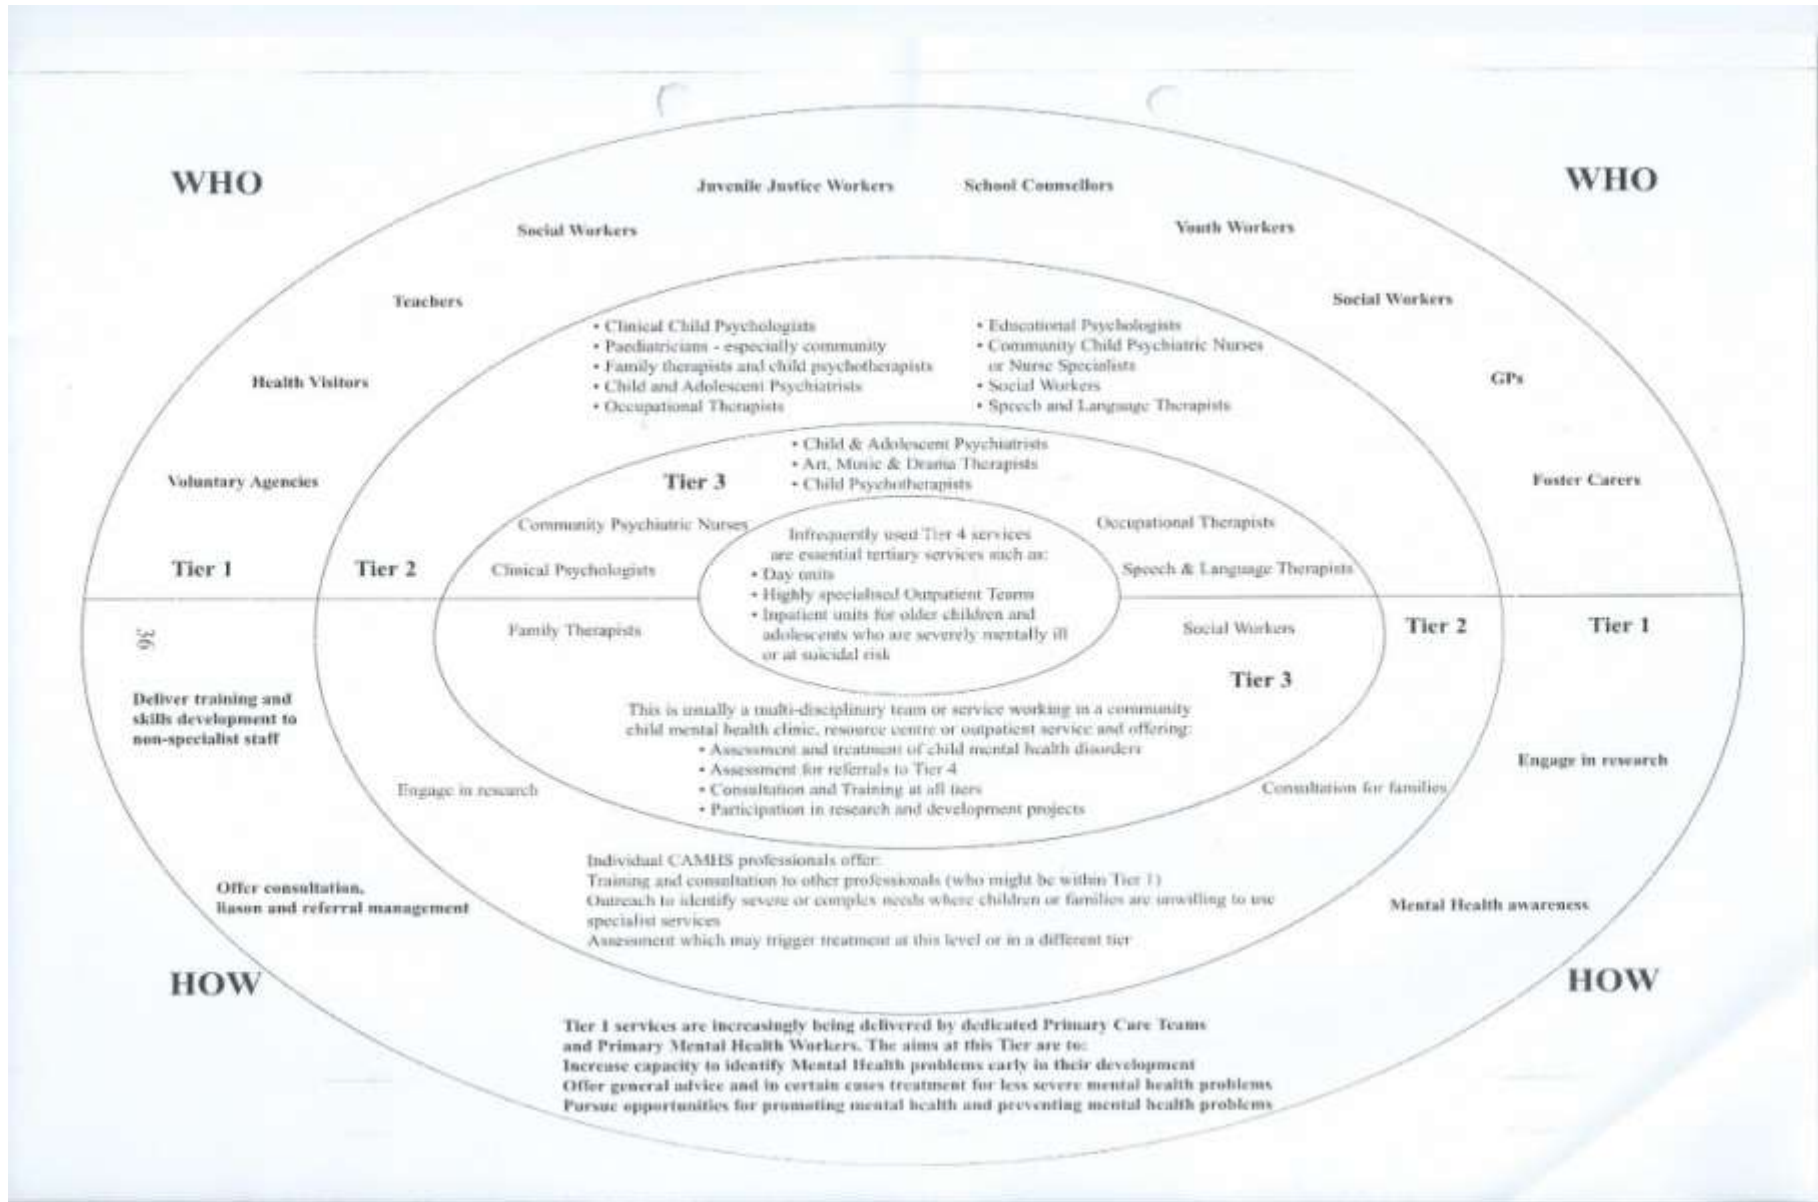 WHO
WHO
Juvenile Justice Workers
School Counsellors
Social Workers
Youth Workers
Teachers
Social Workers
Health Visitors
GPs
Voluntary Agencies
Foster Carers
• Clinical Child Psychologists
• Paediatricians - especially community
• Family therapists and child psychotherapists
• Child and Adolescent Psychiatrists
• Occupational Therapists
• Educational Psychologists
• Community Child Psychiatric Nurses
or Nurse Specialists
• Social Workers
• Speech and Language Therapists
• Child & Adolescent Psychiatrists
• Art, Music & Drama Therapists
• Child Psychotherapists
Tier 3
Community Psychiatric Nurses
Occupational Therapists
Clinical Psychologists
Speech & Language Therapists
Tier 1
Tier 2
Infrequently used Tier 4 services
are essential tertiary services such as:
• Day units
• Highly specialised Outpatient Teams
• Inpatient units for older children and
adolescents who are severely mentally ill
or at suicidal risk
36
Family Therapists
Social Workers
Tier 2
Tier 1
Tier 3
Deliver training and
skills development to
non-specialist staff
This is usually a multi-disciplinary team or service working in a community
child mental health clinic, resource centre or outpatient service and offering:
• Assessment and treatment of child mental health disorders
• Assessment for referrals to Tier 4
• Consultation and Training at all tiers
• Participation in research and development projects
Engage in research
Engage in research
Consultation for families
Individual CAMHS professionals offer:
Training and consultation to other professionals (who might be within Tier 1)
Outreach to identify severe or complex needs where children or families are unwilling to use
specialist services
Assessment which may trigger treatment at this level or in a different tier
Offer consultation,
liason and referral management
Mental Health awareness
HOW
HOW
Tier 1 services are increasingly being delivered by dedicated Primary Care Teams
and Primary Mental Health Workers. The aims at this Tier are to:
Increase capacity to identify Mental Health problems early in their development
Offer general advice and in certain cases treatment for less severe mental health problems
Pursue opportunities for promoting mental health and preventing mental health problems